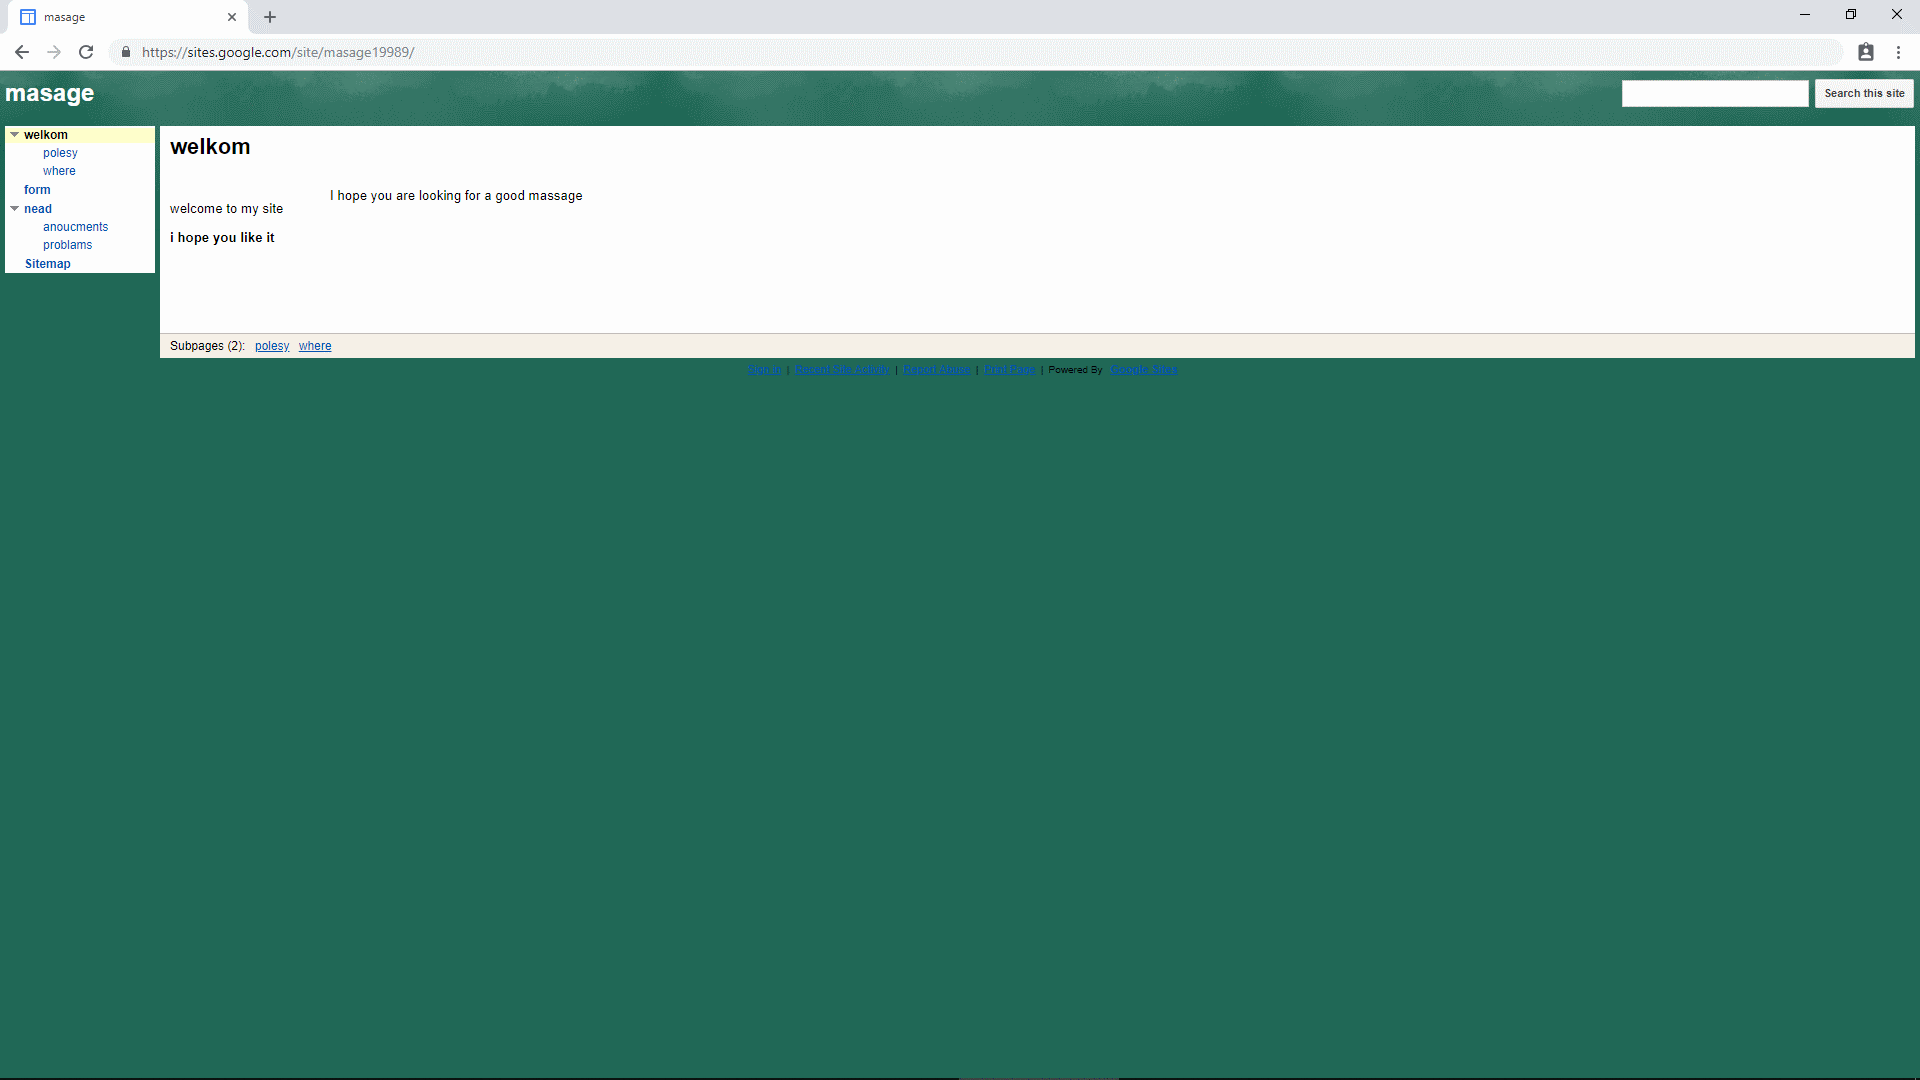 masage
https://sites.google.com/site/masage19989/
masage
Search this site
welkom
polesy
where
form
nead
anoucments
problams
Sitemap
welkom
I hope you are looking for a good massage
welcome to my site
i hope you like it
Subpages (2): polesy where
Sign in | Recent Site Activity | Report Abuse | Print Page | Powered By Google Sites